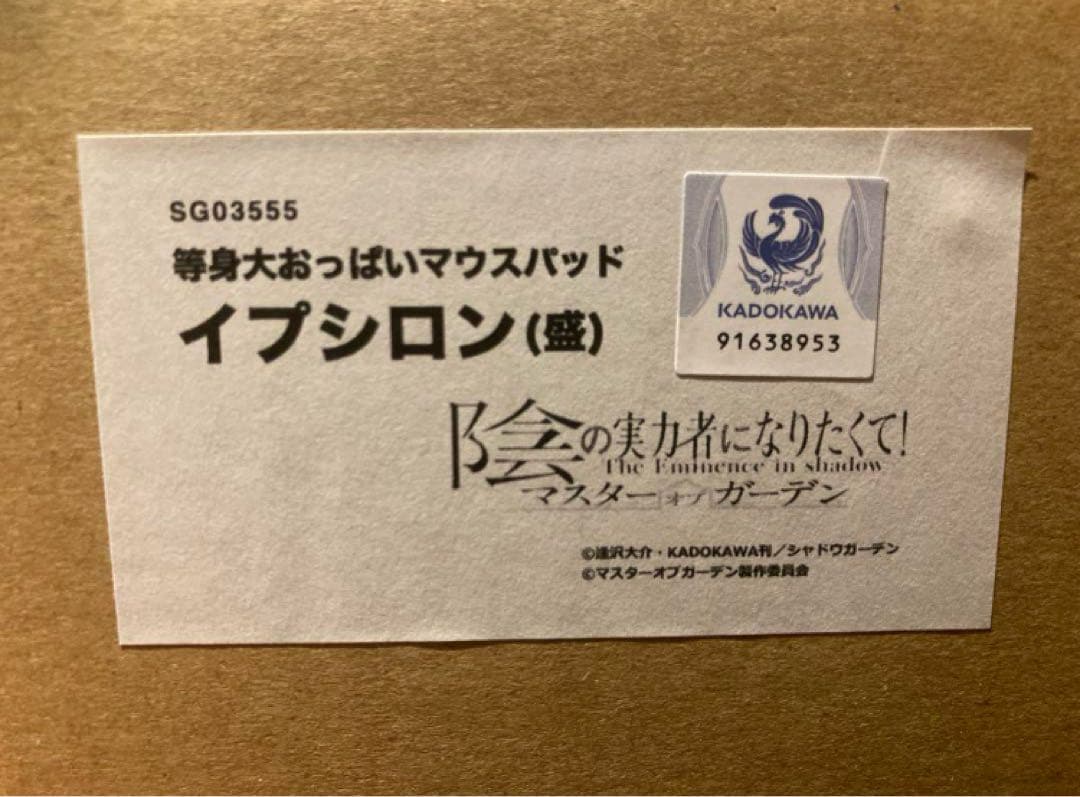 SG03555
等身大おっぱいマウスパッド
イプシロン(盛)
KADOKAWA
91638953
陰の実力者になりたくて!
The Eminence in shadow
マスターオブガーデン
©逢沢大介・KADOKAWA刊／シャドウガーデン
©マスターオブガーデン製作委員会